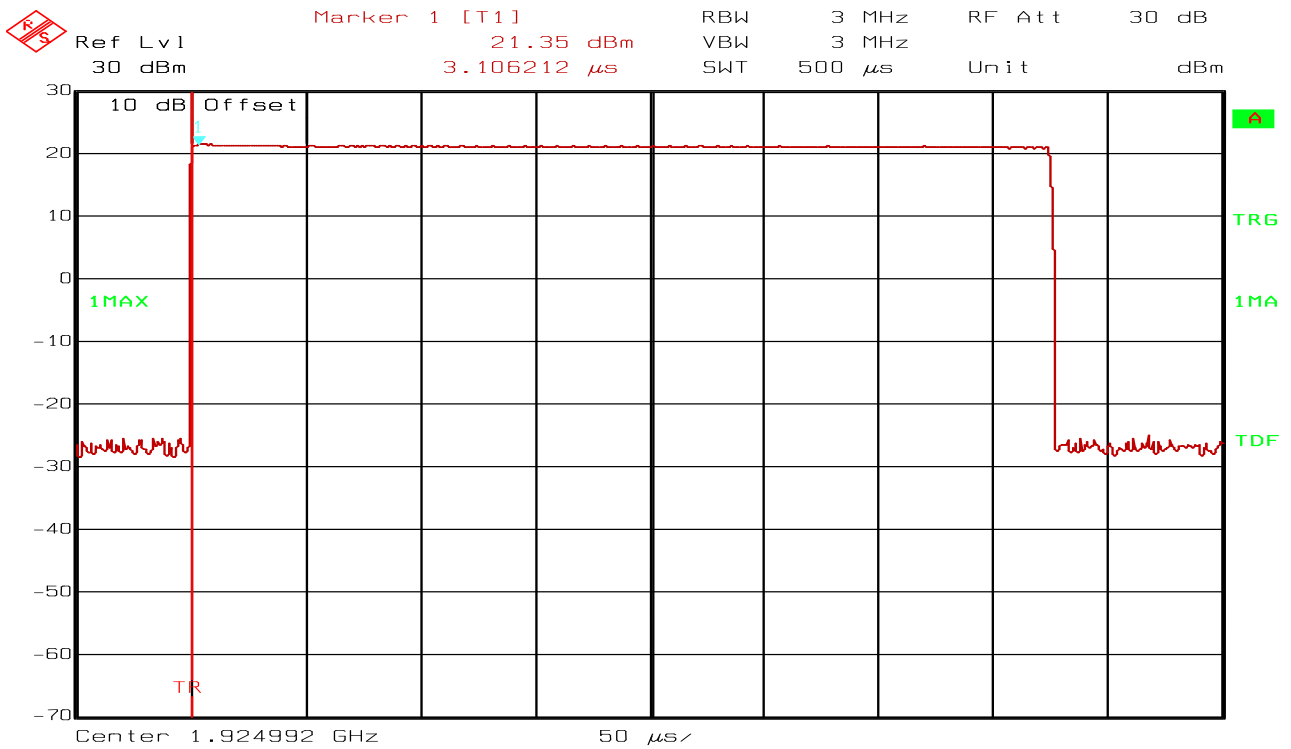 R S
Marker 1 [T1] RBW 3 MHz RF Att 30 dB
Ref Lvl 21.35 dBm VBW 3 MHz
30 dBm 3.106212 µs SWT 500 µs Unit dBm
30
10 dB Offset
1
A
20
10
TRG
0
1MAX
1MA
-10
-20
TDF
-30
-40
-50
-60
TR
-70
Center 1.924992 GHz 50 µs/